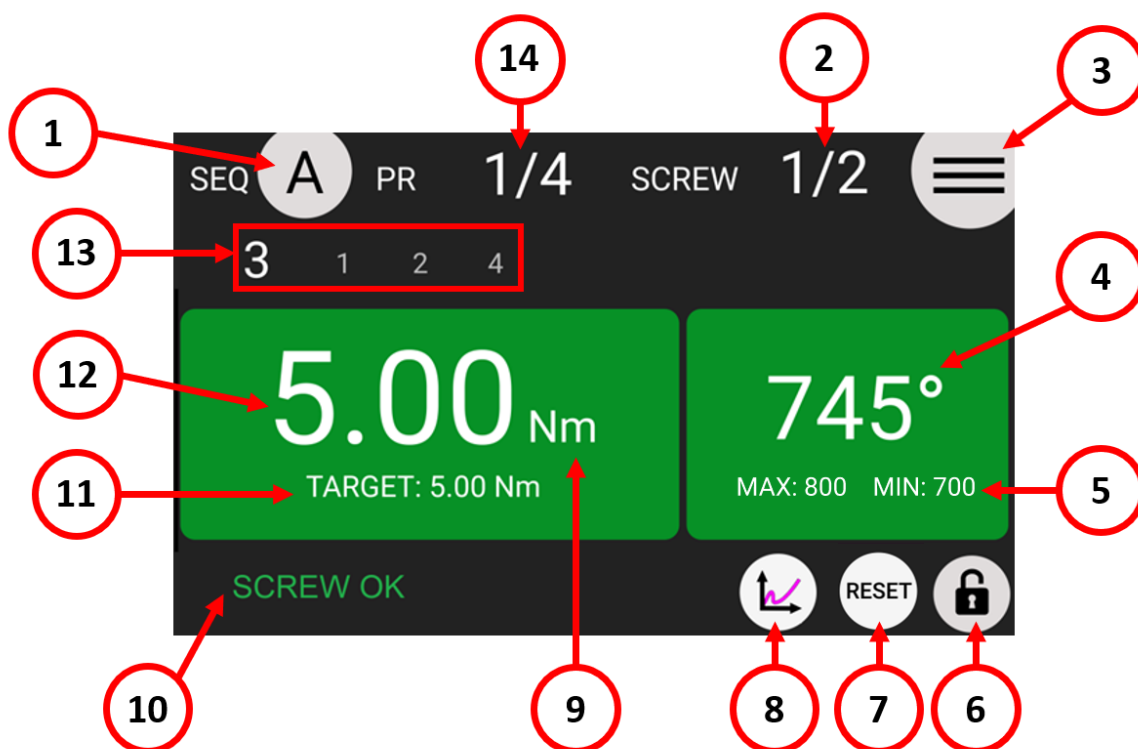 14 2 3
1
SEQ A PR 1/4 SCREW 1/2
13 3 1 2 4
4
12 5.00 Nm 745°
11 TARGET: 5.00 Nm MAX: 800 MIN: 700 5
SCREW OK RESET
10 9 8 7 6